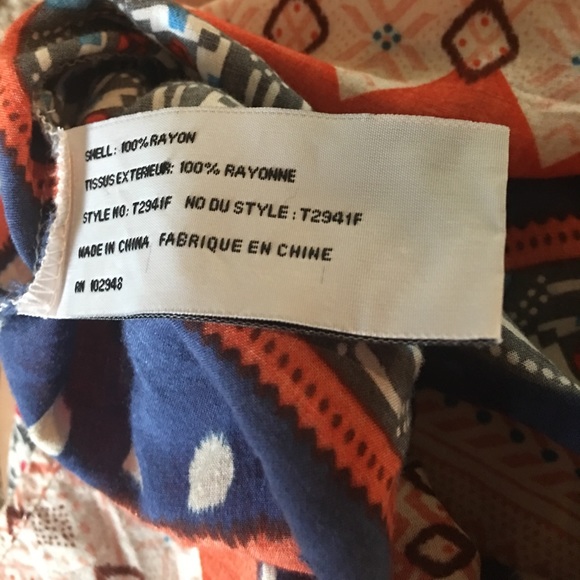 SHELL: 100% RAYON
TISSUS EXTERIEUR: 100% RAYONNE
STYLE NO: T2941F NO DU STYLE: T2941F
MADE IN CHINA FABRIQUE EN CHINE
RN 102948